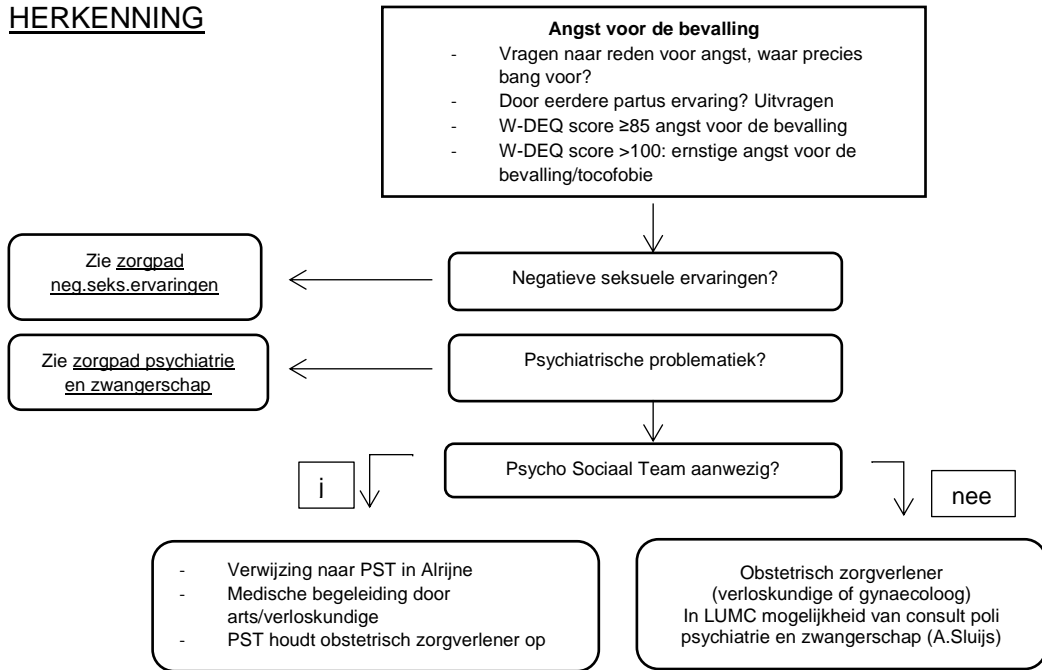 HERKENNING
Angst voor de bevalling
- Vragen naar reden voor angst, waar precies
bang voor?
- Door eerdere partus ervaring? Uitvragen
- W-DEQ score ≥85 angst voor de bevalling
- W-DEQ score >100: ernstige angst voor de
bevalling/tocofobie
Zie zorgpad
neg.seks.ervaringen
Negatieve seksuele ervaringen?
Zie zorgpad psychiatrie
en zwangerschap
Psychiatrische problematiek?
Psycho Sociaal Team aanwezig?
j
nee
- Verwijzing naar PST in Alrijne
- Medische begeleiding door
arts/verloskundige
- PST houdt obstetrisch zorgverlener op
Obstetrisch zorgverlener
(verloskundige of gynaecoloog)
In LUMC mogelijkheid van consult poli
psychiatrie en zwangerschap (A.Sluijs)